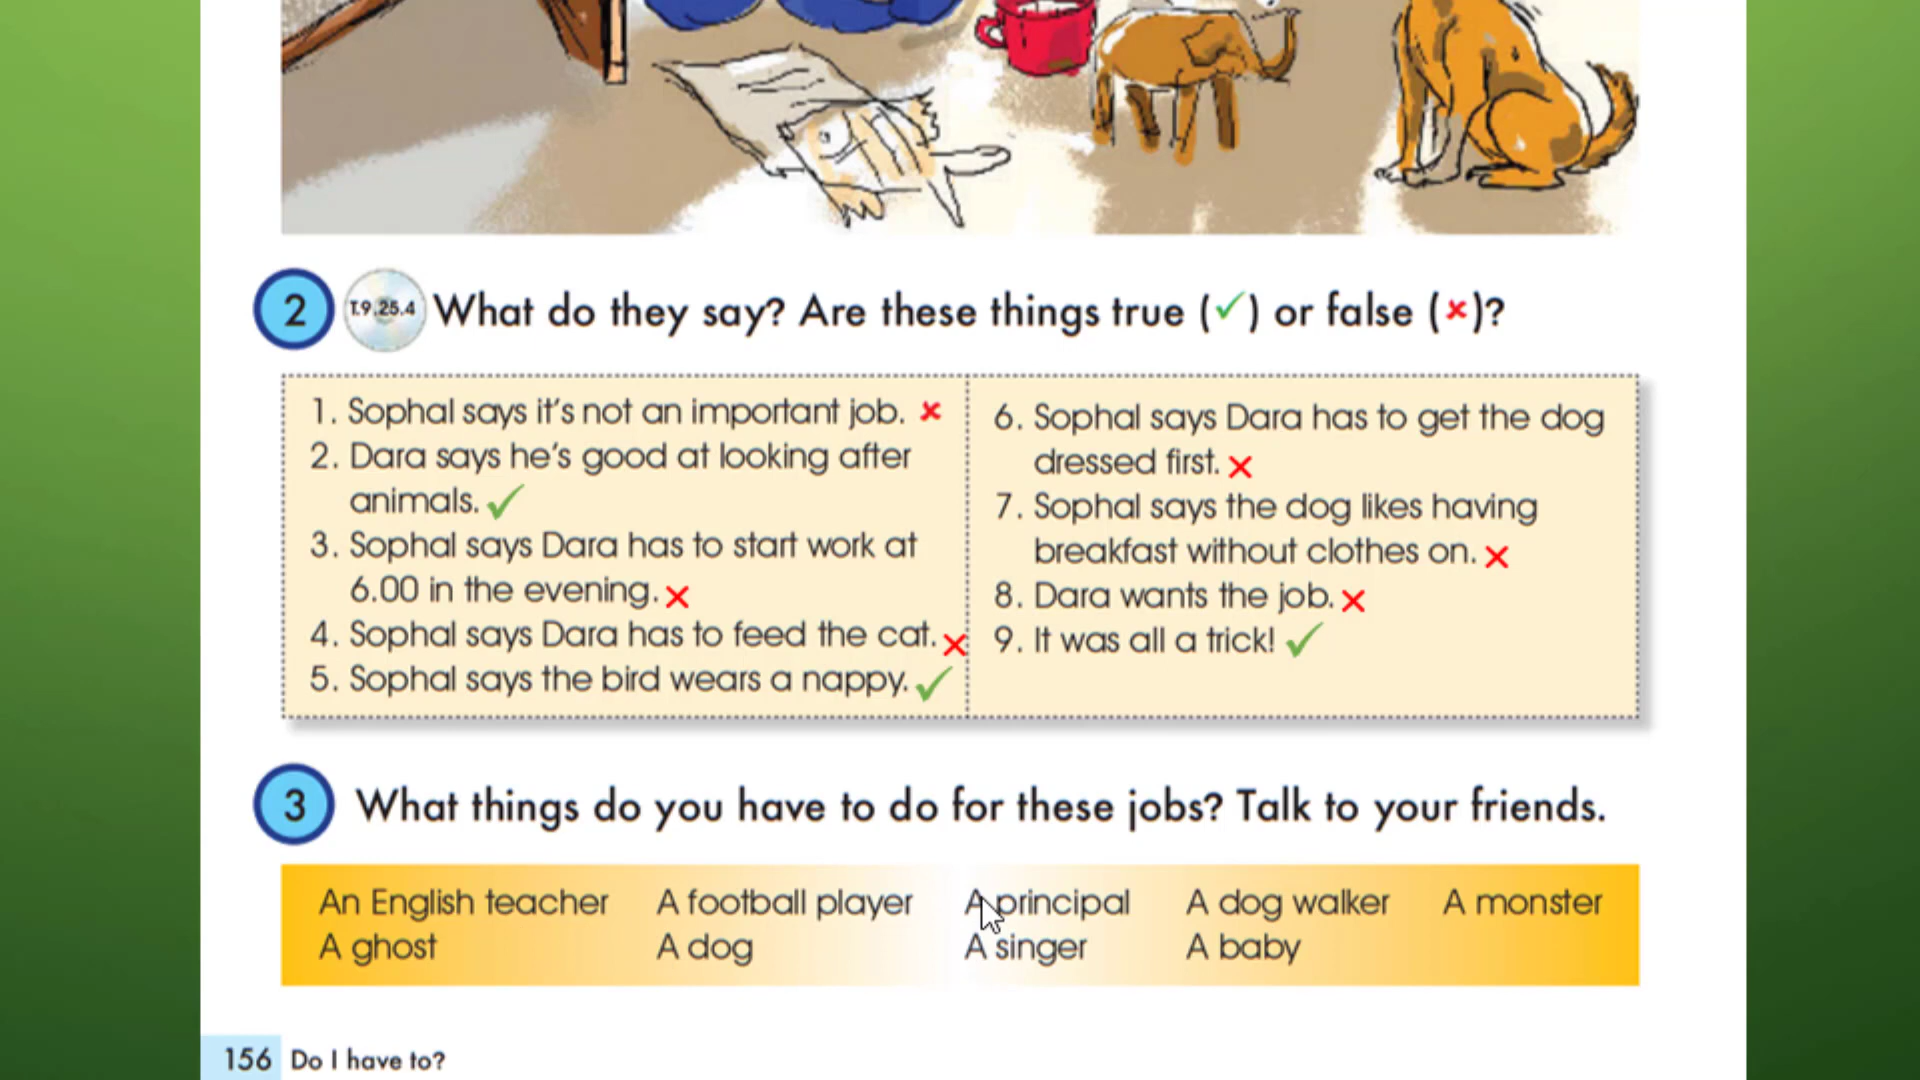 2 T.9.25.4 What do they say? Are these things true (✓) or false (✗)?
1. Sophal says it's not an important job. ✗
2. Dara says he's good at looking after
animals. ✓
3. Sophal says Dara has to start work at
6.00 in the evening. ✗
4. Sophal says Dara has to feed the cat. ✗
5. Sophal says the bird wears a nappy. ✓
6. Sophal says Dara has to get the dog
dressed first. ✗
7. Sophal says the dog likes having
breakfast without clothes on. ✗
8. Dara wants the job. ✗
9. It was all a trick! ✓
3 What things do you have to do for these jobs? Talk to your friends.
An English teacher A football player A principal A dog walker A monster
A ghost A dog A singer A baby
156 Do I have to?